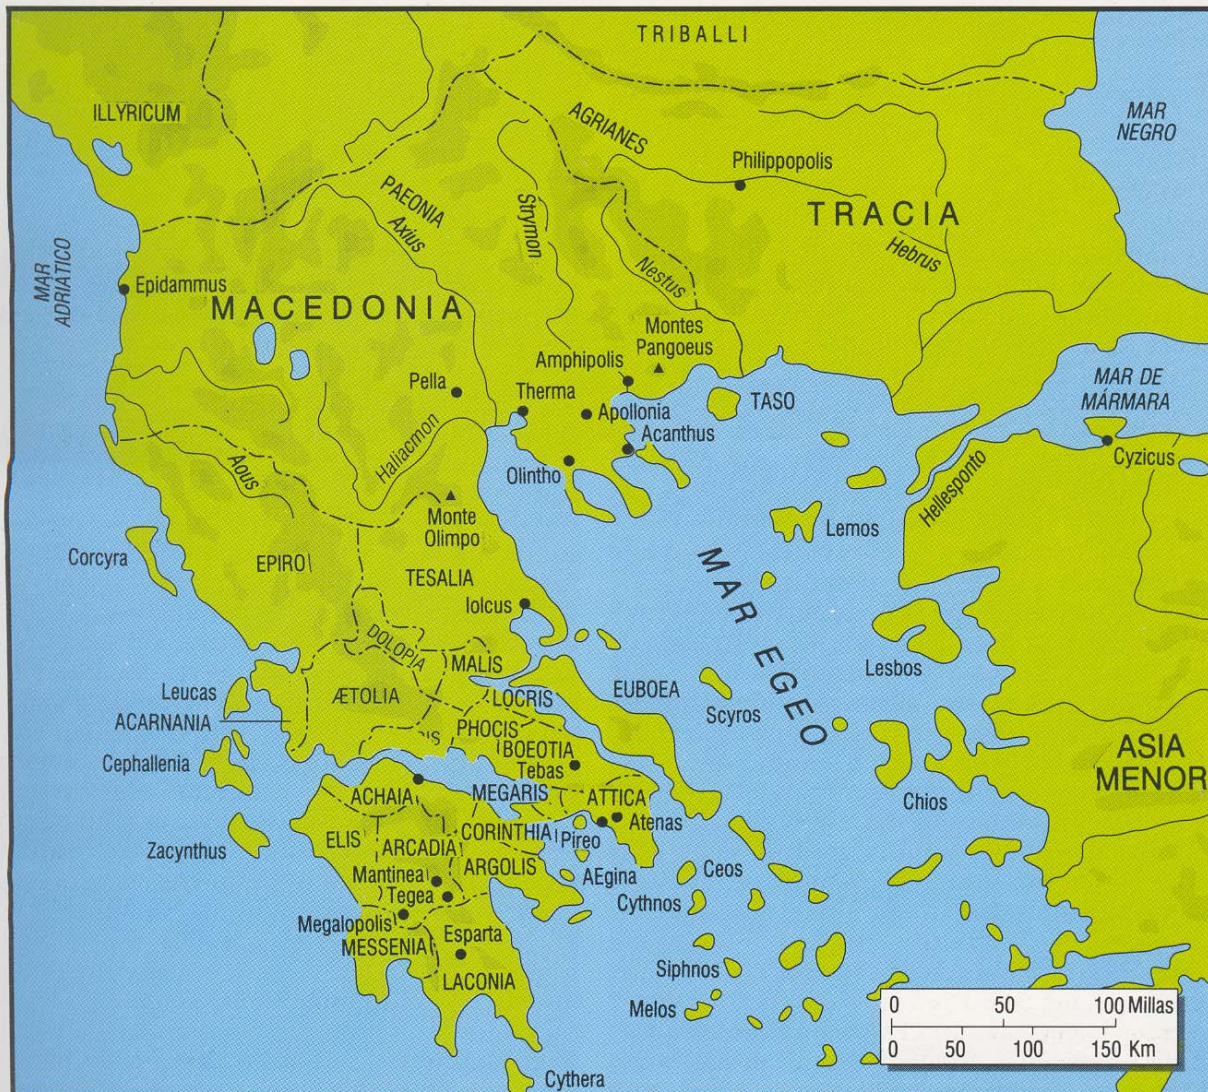 TRIBALLI
ILLYRICUM
AGRIANES
MAR
NEGRO
Philippopolis
PAEONIA
Axius
Strymon
TRACIA
Hebrus
MAR
ADRIÁTICO
Epidammus
MACEDONIA
Nestus
Montes
Pangoeus
Amphipolis
Pella
Therma
Apollonia
Acanthus
TASO
MAR DE
MÁRMARA
Cyzicus
Haliacmon
Aous
Olintho
Hellesponto
Monte
Olimpo
Lemos
Corcyra
EPIRO
TESALIA
MAR EGEO
Iolcus
DOLOPIA
MALIS
Lesbos
Leucas
ÆTOLIA
LOCRIS
EUBOEA
Scyros
ACARNANIA
PHOCIS
IS
BOEOTIA
Tebas
Cephallenia
ASIA
MENOR
ACHAIA
MEGARIS
ATTICA
Chios
Atenas
Zacynthus
ELIS
ARCADIA
CORINTHIA
Pireo
Mantinea
ARGOLIS
AEgina
Ceos
Tegea
Cythnos
Megalopolis
MESSENIA
Esparta
LACONIA
Siphnos
Melos
Cythera
0 50 100 Millas
0 50 100 150 Km